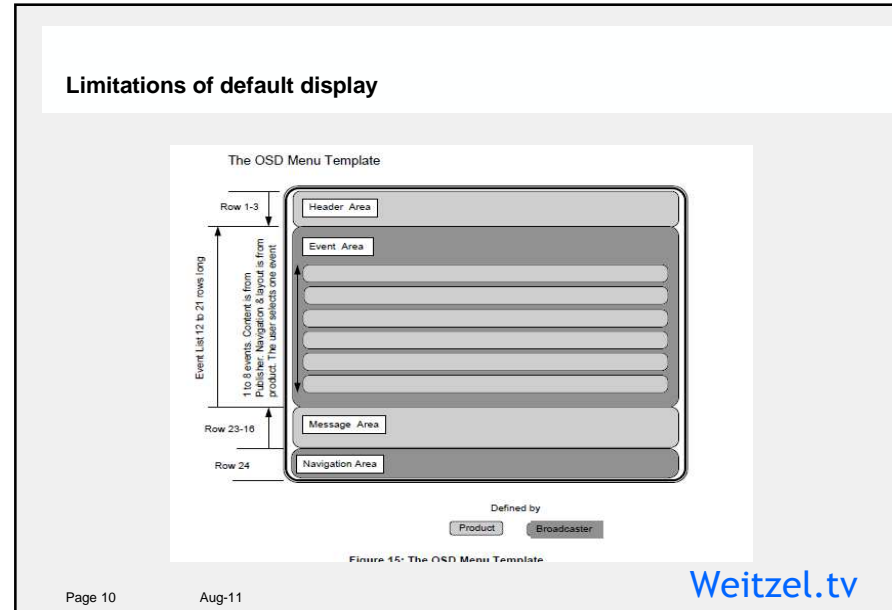 Limitations of default display
The OSD Menu Template
Row 1-3
Header Area
Event Area
Event List 12 to 21 rows long
1 to 8 events. Content is from
Publisher. Navigation & layout is from
product. The user selects one event
Message Area
Row 23-16
Row 24
Navigation Area
Defined by
Product
Broadcaster
Figure 15: The OSD Menu Template
Page 10
Aug-11
Weitzel.tv